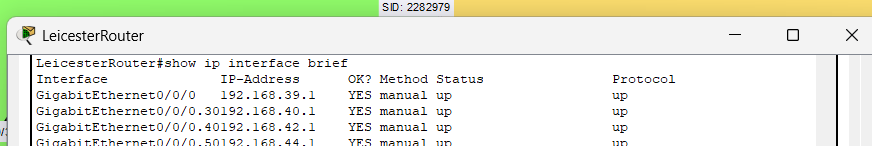 SID: 2282979
LeicesterRouter
LeicesterRouter#show ip interface brief
Interface IP-Address OK? Method Status Protocol
GigabitEthernet0/0/0 192.168.39.1 YES manual up up
GigabitEthernet0/0/0.30192.168.40.1 YES manual up up
GigabitEthernet0/0/0.40192.168.42.1 YES manual up up
GigabitEthernet0/0/0.50192.168.44.1 YES manual up up